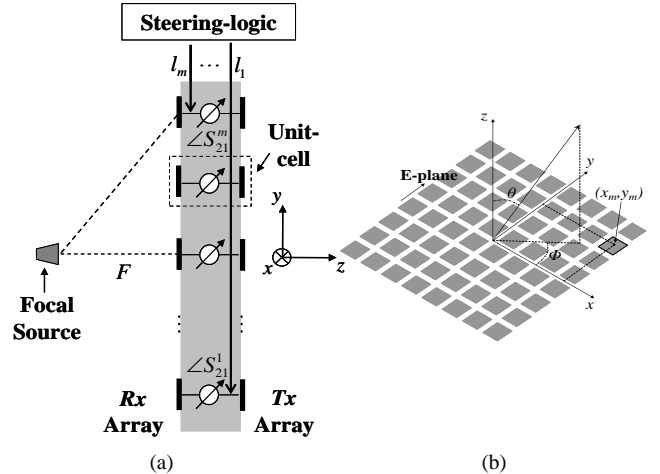 Steering-logic
l_m ... l_1
∠S_21^m
Unit-
cell
y
x
z
F
Focal
Source
∠S_21^1
Rx
Array
Tx
Array
(a)
z
y
E-plane
θ
(x_m,y_m)
Φ
x
(b)